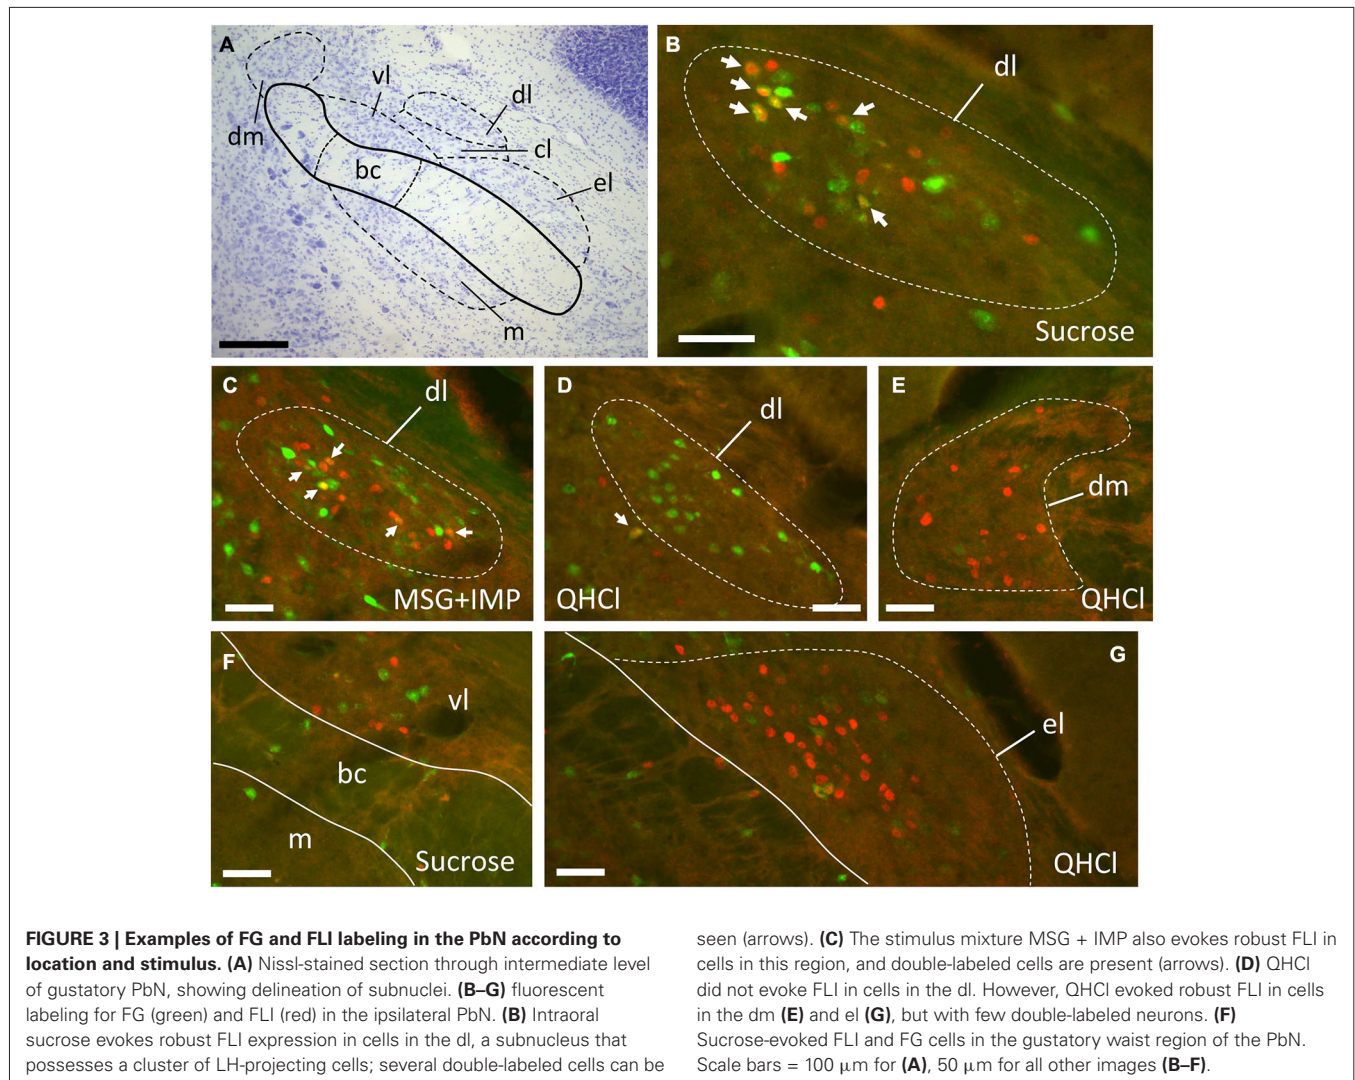 A
vl
dl
dm
cl
bc
el
m
B
dl
Sucrose
C
dl
MSG+IMP
D
dl
QHCl
E
dm
QHCl
F
vl
bc
m
Sucrose
G
el
QHCl
FIGURE 3 | Examples of FG and FLI labeling in the PbN according to
location and stimulus. (A) Nissl-stained section through intermediate level
of gustatory PbN, showing delineation of subnuclei. (B–G) fluorescent
labeling for FG (green) and FLI (red) in the ipsilateral PbN. (B) Intraoral
sucrose evokes robust FLI expression in cells in the dl, a subnucleus that
possesses a cluster of LH-projecting cells; several double-labeled cells can be
seen (arrows). (C) The stimulus mixture MSG + IMP also evokes robust FLI in
cells in this region, and double-labeled cells are present (arrows). (D) QHCl
did not evoke FLI in cells in the dl. However, QHCl evoked robust FLI in cells
in the dm (E) and el (G), but with few double-labeled neurons. (F)
Sucrose-evoked FLI and FG cells in the gustatory waist region of the PbN.
Scale bars = 100 μm for (A), 50 μm for all other images (B–F).